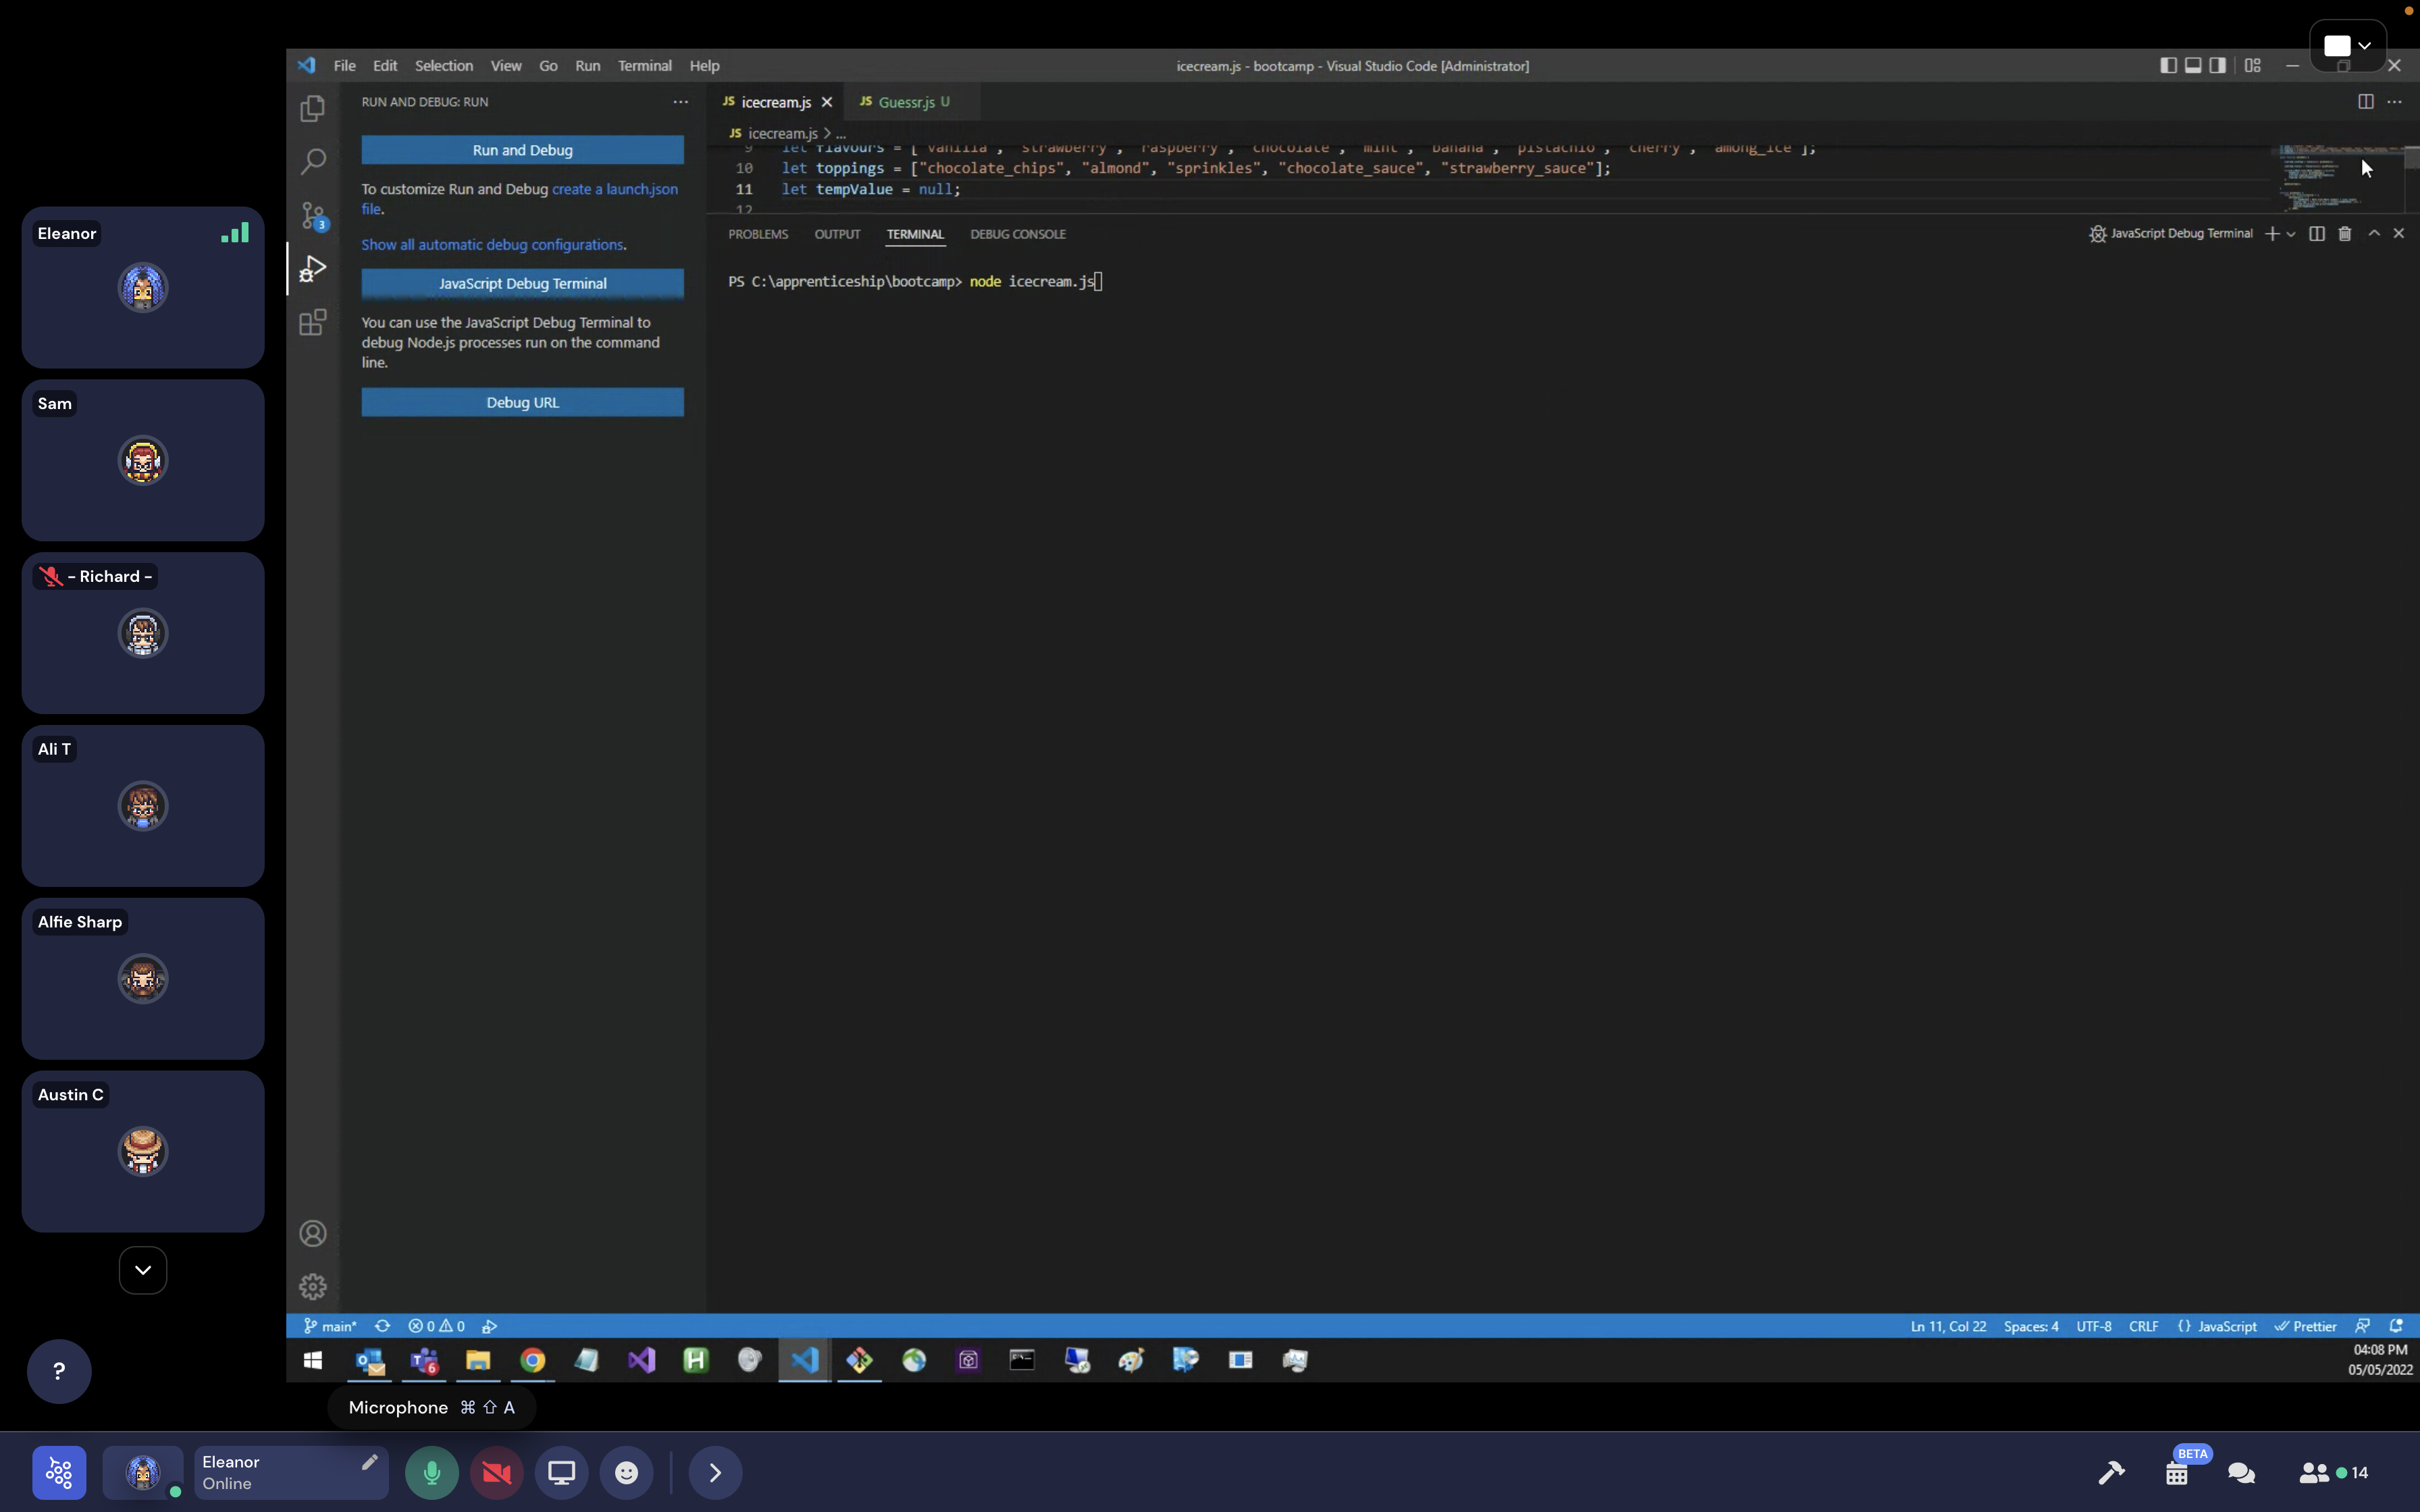 File Edit Selection View Go Run Terminal Help
icecream.js - bootcamp - Visual Studio Code [Administrator]
RUN AND DEBUG: RUN
Run and Debug
To customize Run and Debug create a launch.json
file.
Show all automatic debug configurations.
JavaScript Debug Terminal
You can use the JavaScript Debug Terminal to
debug Node.js processes run on the command
line.
Debug URL
3
JS icecream.js
JS Guessr.js U
JS icecream.js > ...
9 let flavours = ["vanilla", "strawberry", "raspberry", "chocolate", "mint", "banana", "pistachio", "cherry", "among_ice"];
10 let toppings = ["chocolate_chips", "almond", "sprinkles", "chocolate_sauce", "strawberry_sauce"];
11 let tempValue = null;
12
PROBLEMS OUTPUT TERMINAL DEBUG CONSOLE
JavaScript Debug Terminal
PS C:\apprenticeship\bootcamp> node icecream.js
Eleanor
Sam
- Richard -
Ali T
Alfie Sharp
Austin C
main* 0 0
Ln 11, Col 22 Spaces: 4 UTF-8 CRLF {} JavaScript Prettier
6
04:08 PM
05/05/2022
?
Microphone ⌘ ⇧ A
Eleanor
Online
BETA
14